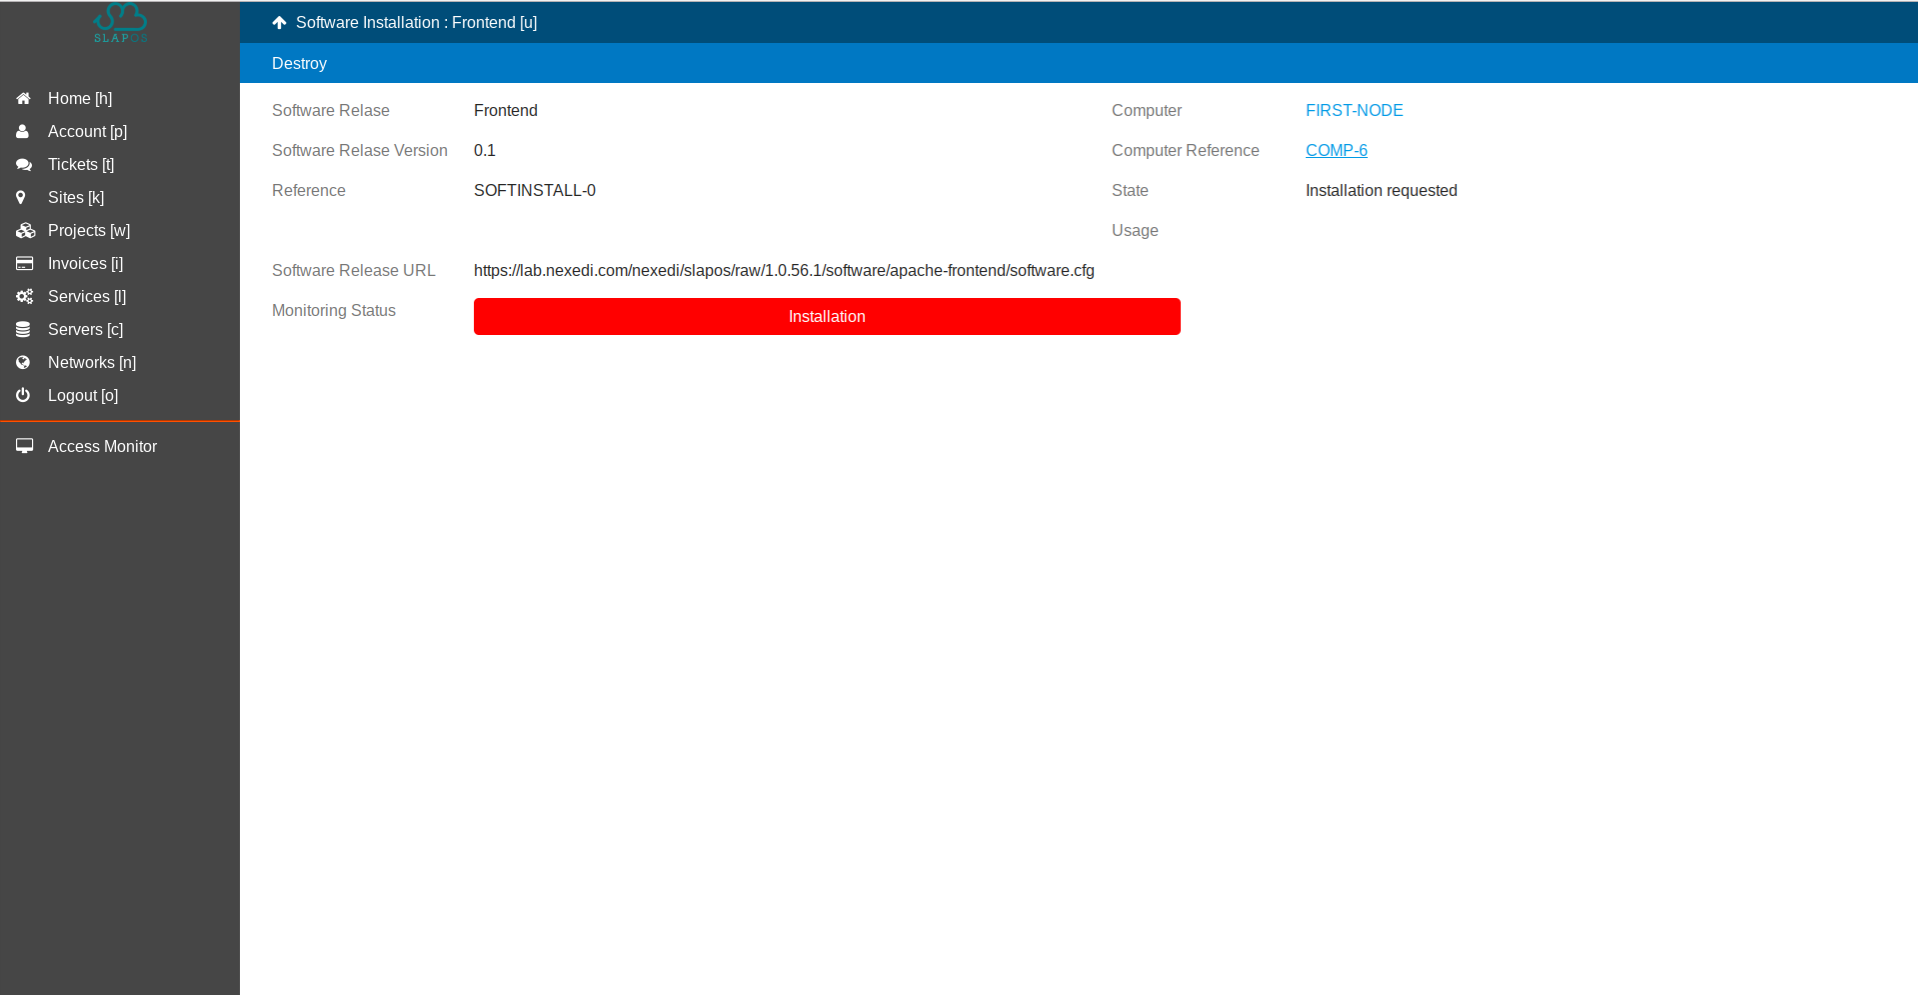 SLAPOS
Home [h]
Account [p]
Tickets [t]
Sites [k]
Projects [w]
Invoices [i]
Services [l]
Servers [c]
Networks [n]
Logout [o]
Access Monitor
Software Installation : Frontend [u]
Destroy
Software Relase Frontend
Software Relase Version 0.1
Reference SOFTINSTALL-0
Computer FIRST-NODE
Computer Reference COMP-6
State Installation requested
Usage
Software Release URL https://lab.nexedi.com/nexedi/slapos/raw/1.0.56.1/software/apache-frontend/software.cfg
Monitoring Status Installation